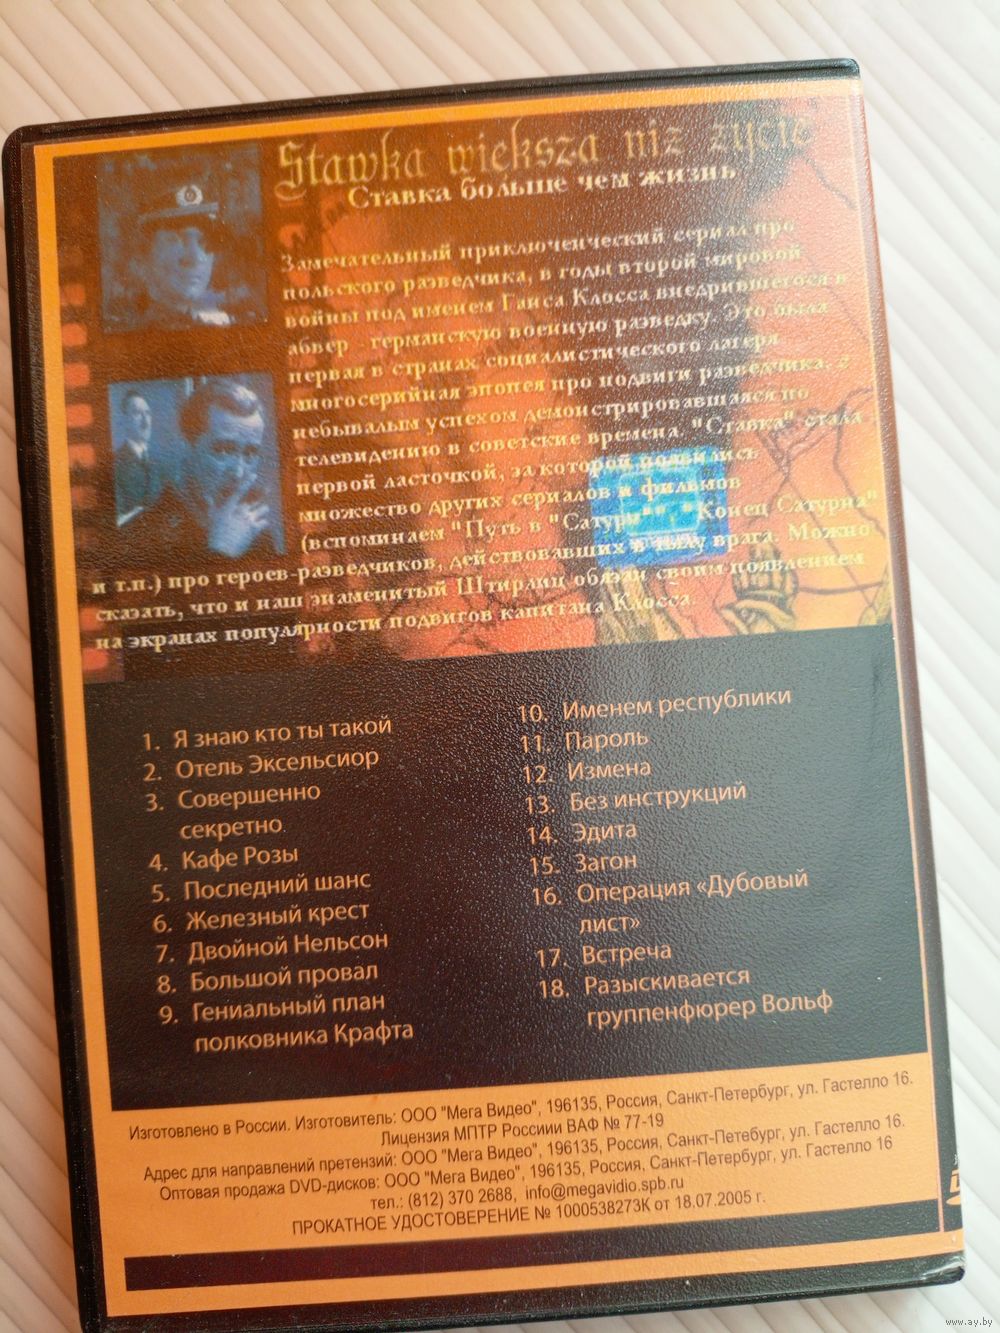 Stawka większa niż życie
Ставка больше чем жизнь
Замечательный приключенческий сериал про
польского разведчика, в годы второй мировой
войны под именем Ганса Клосса внедрившегося в
абвер германскую военную разведку. Это была
первая в странах социалистического лагеря
многосерийная эпопея про подвиги разведчика, с
небывалым успехом демонстрировавшаяся по
телевидению в советские времена. "Ставка" стала
первой ласточкой, за которой появились
множество других сериалов и фильмов
(вспоминаем "Путь в "Сатурн"", "Конец Сатурна"
и т.п.) про героев-разведчиков, действовавших в тылу врага. Можно
сказать, что и наш знаменитый Штирлиц обязан своим появлением
на экранах популярности подвигов капитана Клосса.
1. Я знаю кто ты такой
2. Отель Эксельсиор
3. Совершенно
секретно
4. Кафе Розы
5. Последний шанс
6. Железный крест
7. Двойной Нельсон
8. Большой провал
9. Гениальный план
полковника Крафта
10. Именем республики
11. Пароль
12. Измена
13. Без инструкций
14. Эдита
15. Загон
16. Операция «Дубовый
лист»
17. Встреча
18. Разыскивается
группенфюрер Вольф
Изготовлено в России. Изготовитель: ООО "Мега Видео", 196135, Россия, Санкт-Петербург, ул. Гастелло 16.
Лицензия МПТР Россиии ВАФ № 77-19
Адрес для направлений претензий: ООО "Мега Видео", 196135, Россия, Санкт-Петебург, ул. Гастелло 16.
Оптовая продажа DVD-дисков: ООО "Мега Видео", 196135, Россия, Санкт-Петербург, ул. Гастелло 16
тел.: (812) 370 2688, info@megavidio.spb.ru
ПРОКАТНОЕ УДОСТОВЕРЕНИЕ № 1000538273К от 18.07.2005 г.
www.ay.by